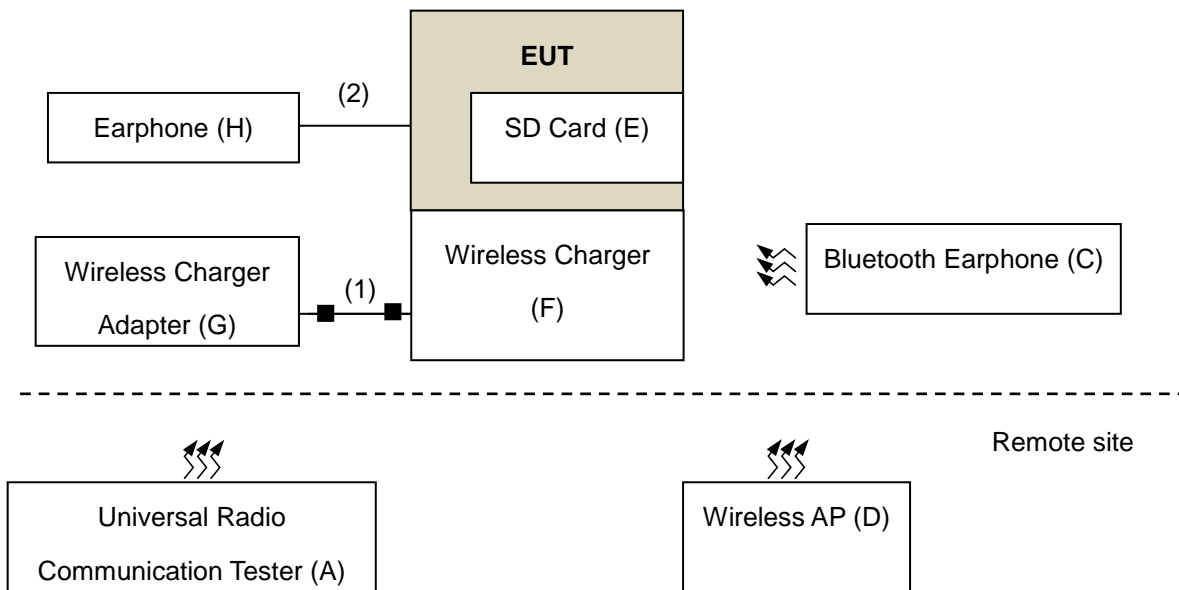 EUT
(2)
Earphone (H)
SD Card (E)
Wireless Charger
Adapter (G)
(1)
Wireless Charger
(F)
Bluetooth Earphone (C)
Remote site
Universal Radio
Communication Tester (A)
Wireless AP (D)